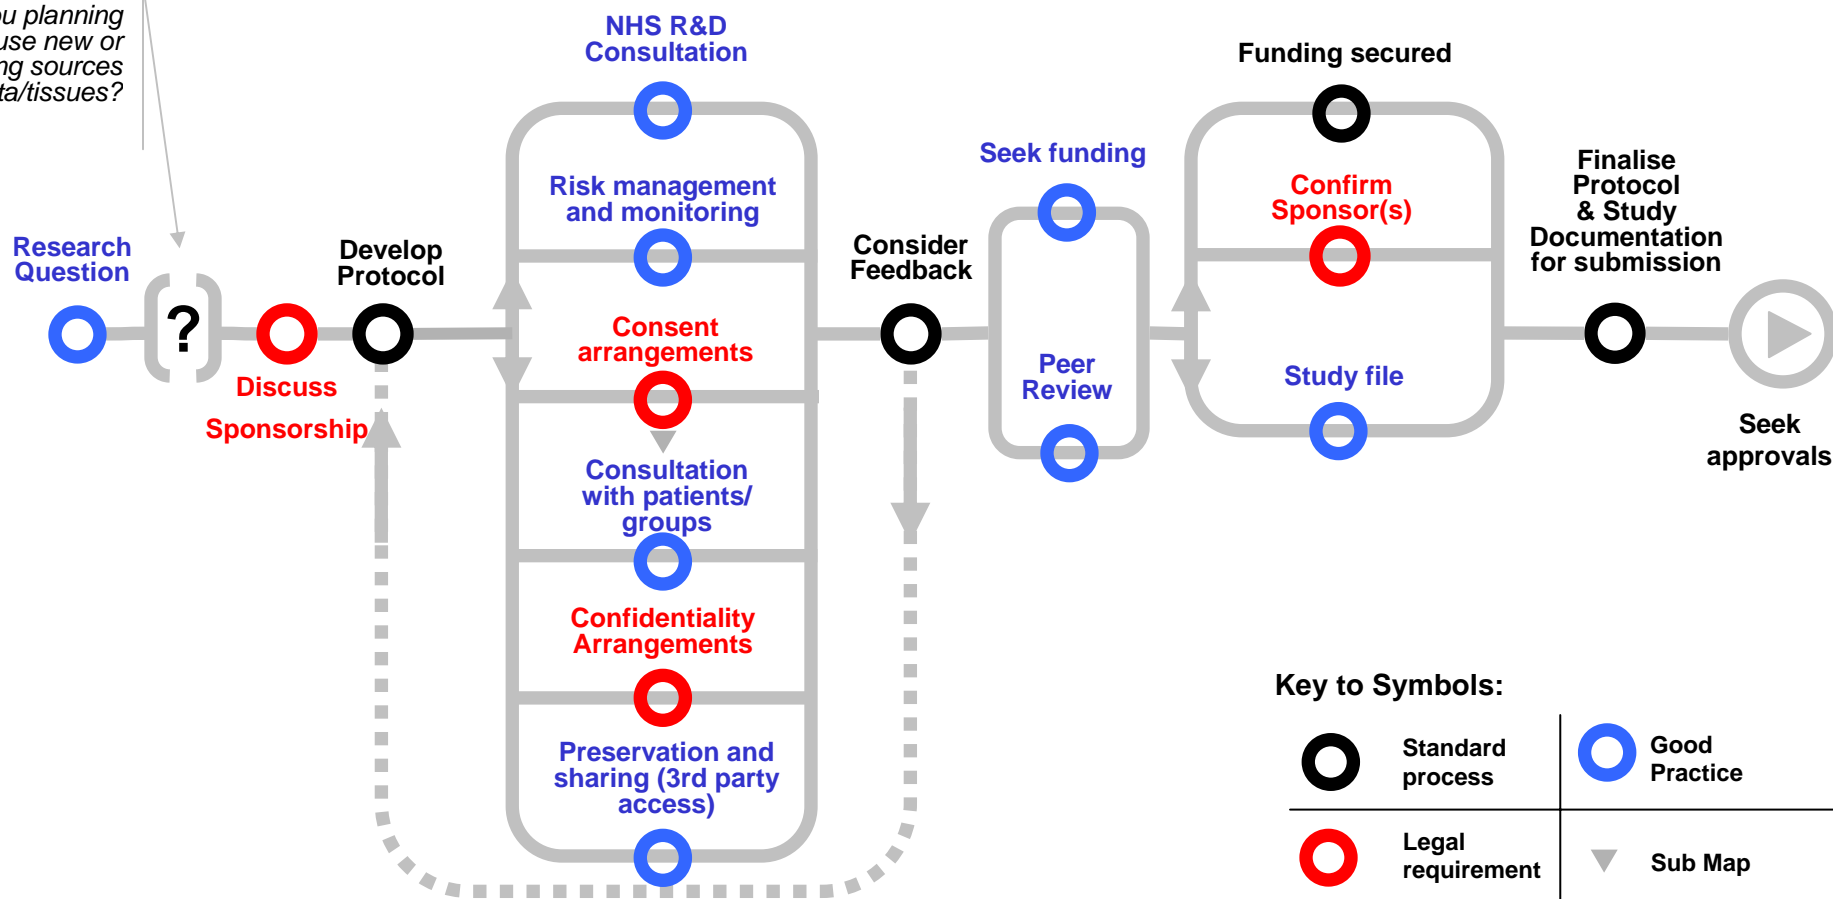 planning
use new or
sources
tissues?
NHS R&D
Consultation
Funding secured
Seek funding
Finalise
Protocol
& Study
Documentation
for submission
Risk management
and monitoring
Confirm
Sponsor(s)
Research
Question
?
Develop
Protocol
Consider
Feedback
Consent
arrangements
Discuss
Sponsorship
Peer
Review
Study file
Seek
approvals
Consultation
with patients/
groups
Confidentiality
Arrangements
Preservation and
sharing (3rd party
access)
Key to Symbols:
Standard
process
Good
Practice
Legal
requirement
Sub Map